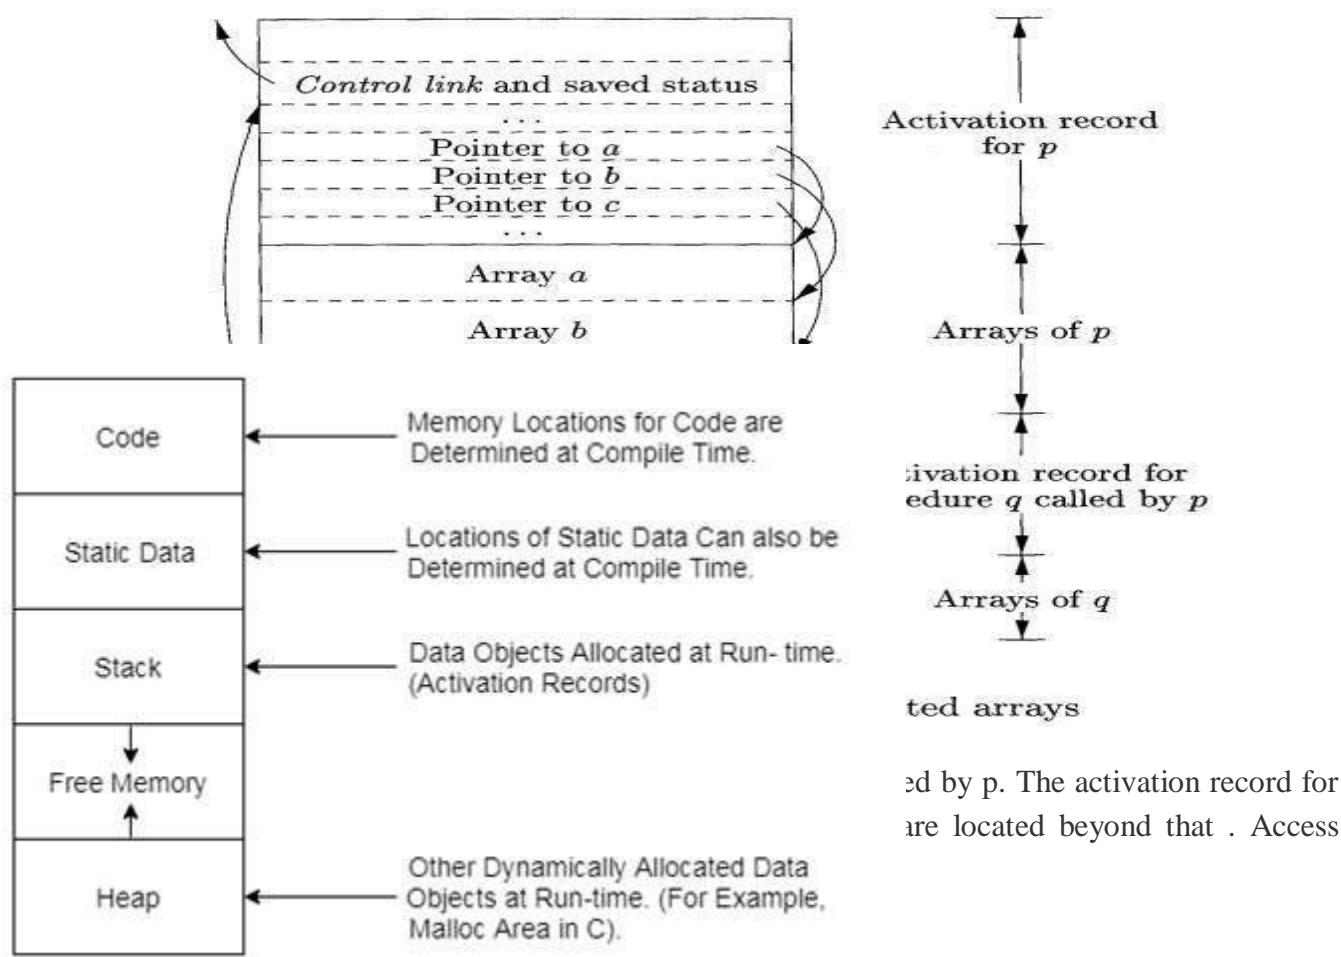 Control link and saved status
. . .
Pointer to a
Pointer to b
Pointer to c
. . .
Array a
Array b
Activation record
for p
Arrays of p
ivation record for
edure q called by p
Arrays of q
ted arrays
ed by p. The activation record for
are located beyond that . Access
Code
Memory Locations for Code are
Determined at Compile Time.
Static Data
Locations of Static Data Can also be
Determined at Compile Time.
Stack
Data Objects Allocated at Run- time.
(Activation Records)
Free Memory
Heap
Other Dynamically Allocated Data
Objects at Run-time. (For Example,
Malloc Area in C).